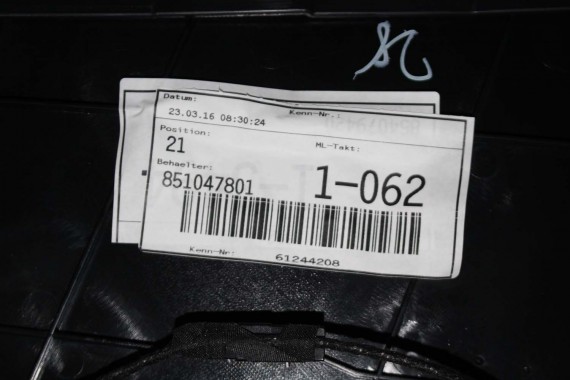 Datum: Kenn-Nr.:
23.03.16 08:30:24
Position: ML-Takt:
21
Behaelter:
851047801 1-062
Kenn-Nr: 61244208